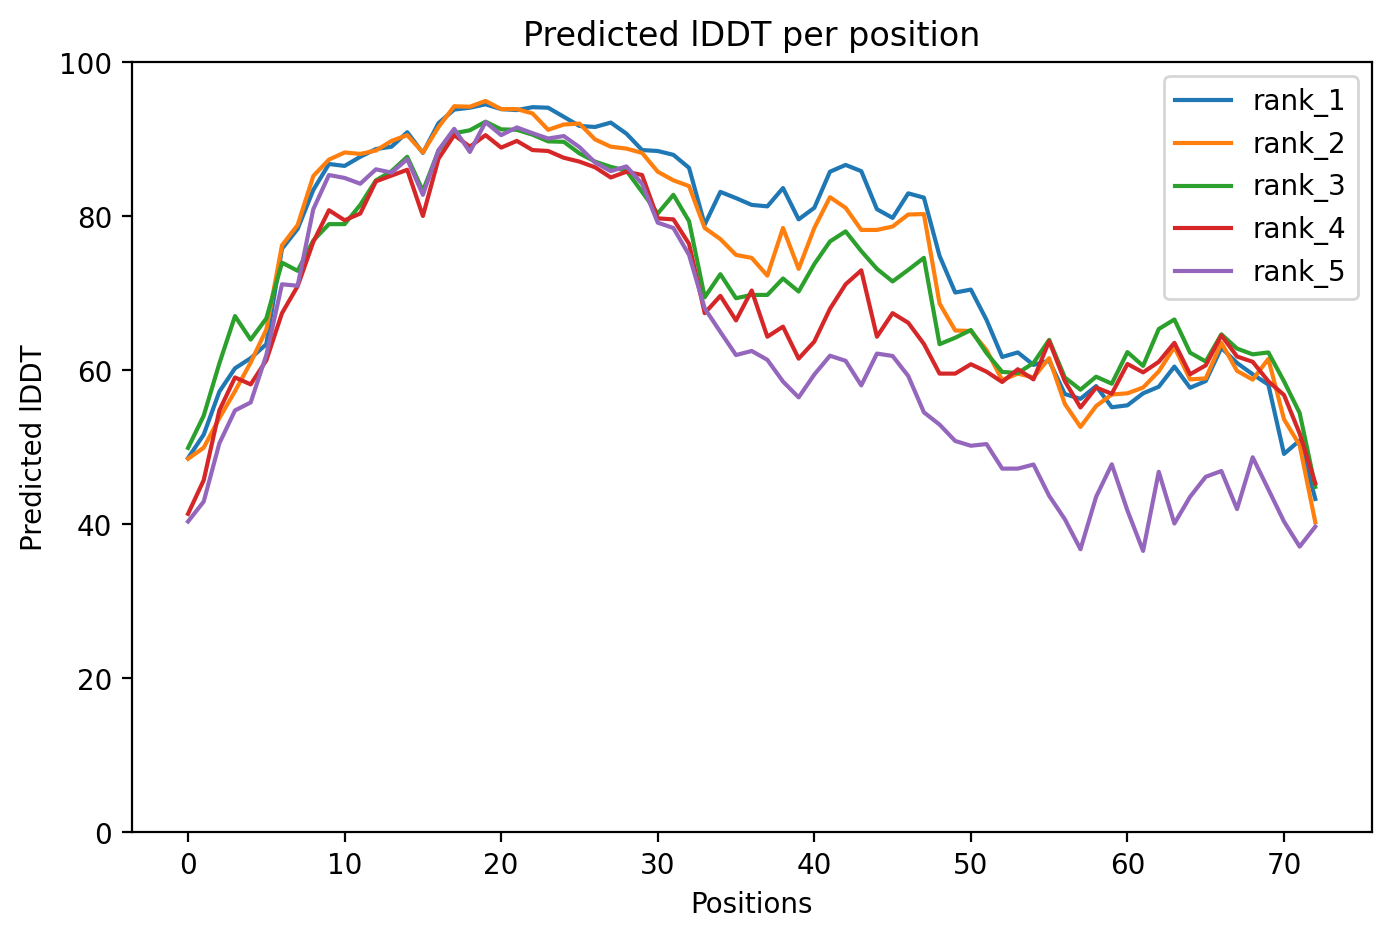 Predicted lDDT per position
100
80
60
40
20
0
Predicted lDDT
0 10 20 30 40 50 60 70
Positions
rank_1
rank_2
rank_3
rank_4
rank_5